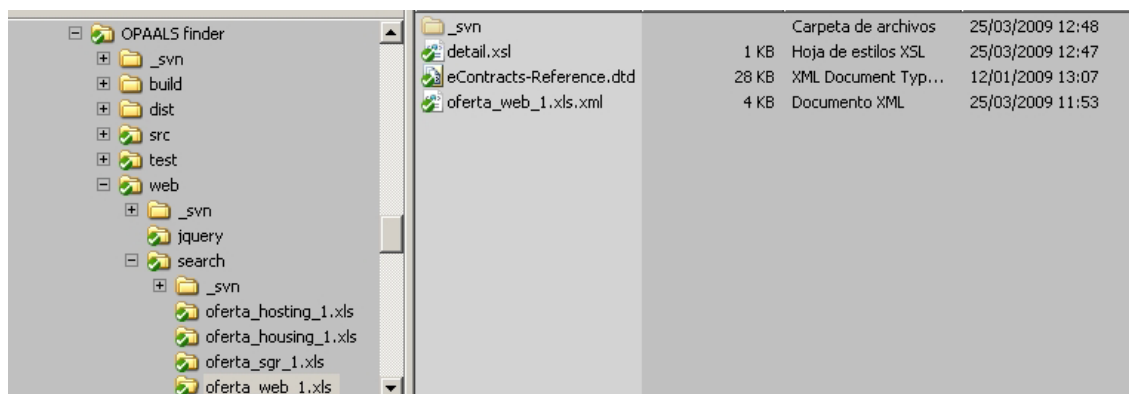 OPAALS finder
_svn
build
dist
src
test
web
_svn
jquery
search
_svn
oferta_hosting_1.xls
oferta_housing_1.xls
oferta_sgr_1.xls
oferta_web_1.xls
_svn Carpeta de archivos 25/03/2009 12:48
detail.xsl 1 KB Hoja de estilos XSL 25/03/2009 12:47
eContracts-Reference.dtd 28 KB XML Document Typ... 12/01/2009 13:07
oferta_web_1.xls.xml 4 KB Documento XML 25/03/2009 11:53